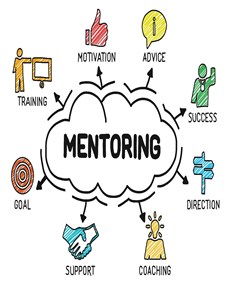 MOTIVATION
ADVICE
TRAINING
SUCCESS
MENTORING
GOAL
DIRECTION
SUPPORT
COACHING